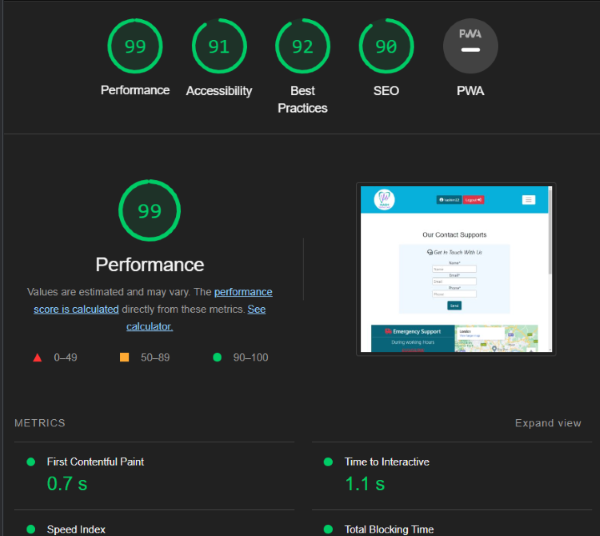 99 91 92 90 PWA
Performance Accessibility Best Practices SEO PWA
99
Performance
Values are estimated and may vary. The performance
score is calculated directly from these metrics. See
calculator.
0–49 50–89 90–100
Our Contact Supports
Get In Touch With Us
Name*
Name
Email*
Email
Phone*
Phone
Send
Emergency Support
During working hours
METRICS Expand view
First Contentful Paint Time to Interactive
0.7 s 1.1 s
Speed Index Total Blocking Time